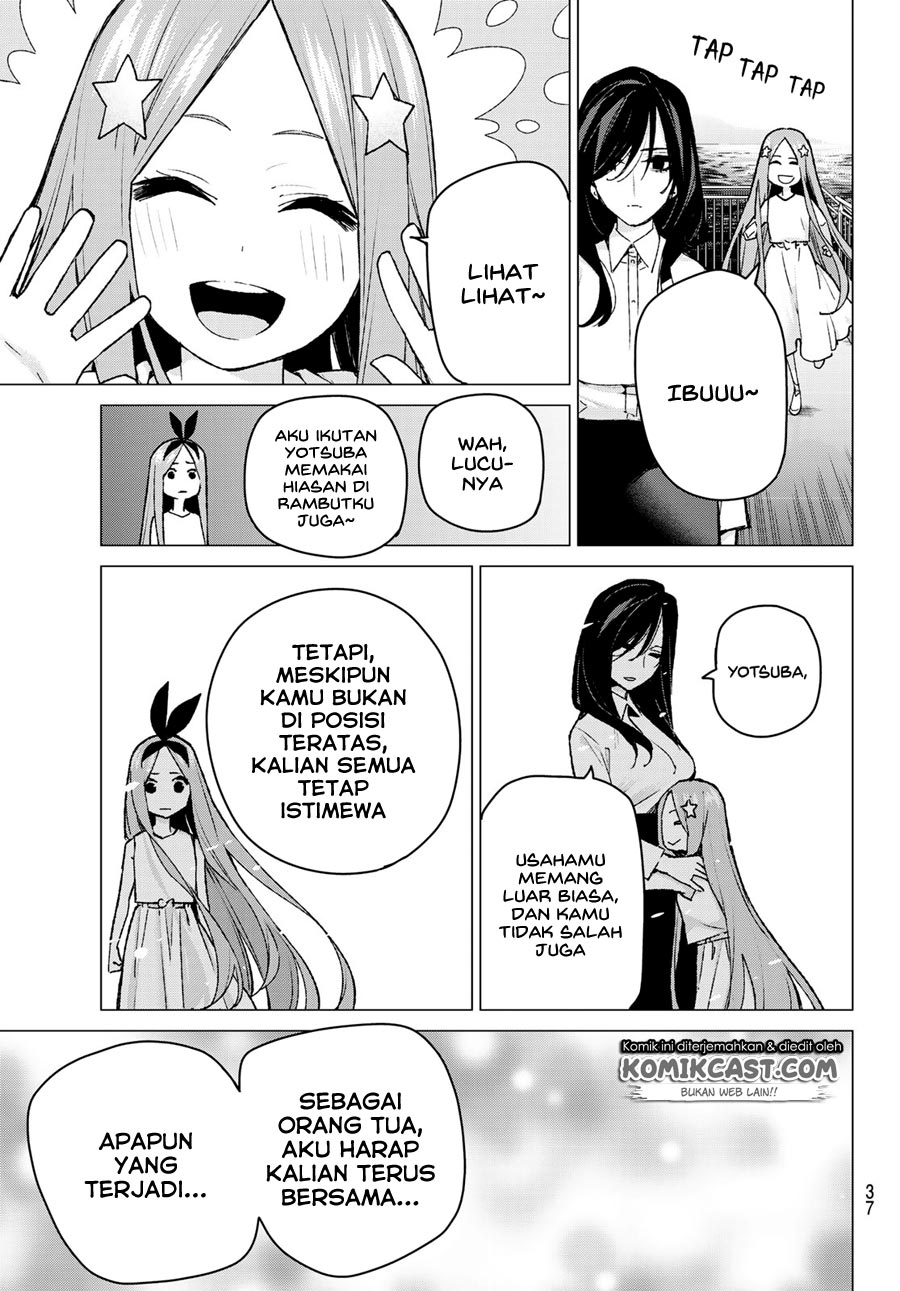 TAP TAP TAP
IBUUU~
LIHAT
LIHAT~
WAH,
LUCU-
NYA
AKU IKUTAN
YOTSUBA
MEMAKAI
HIASAN DI
RAMBUTKU
JUGA~
YOTSUBA,
USAHAMU
MEMANG
LUAR BIASA,
DAN KAMU
TIDAK SALAH
JUGA
TETAPI,
MESKIPUN
KAMU BUKAN
DI POSISI
TERATAS,
KALIAN SEMUA
TETAP
ISTIMEWA
Komik ini diterjemahkan & diedit oleh
KOMIKCAST.COM
BUKAN WEB LAIN!!
SEBAGAI
ORANG TUA,
AKU HARAP
KALIAN TERUS
BERSAMA...
APAPUN
YANG
TERJADI...
37